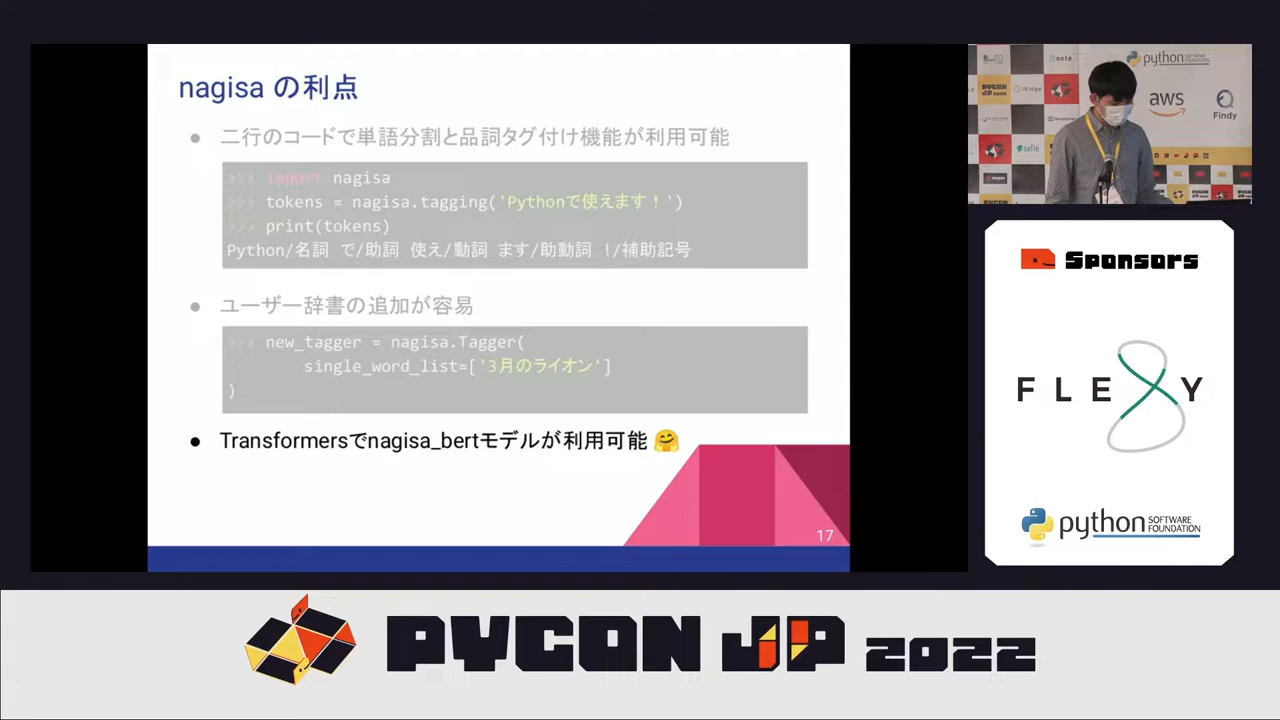 nagisa の利点
● 二行のコードで単語分割と品詞タグ付け機能が利用可能
>>> import nagisa
>>> tokens = nagisa.tagging('Pythonで使えます！')
>>> print(tokens)
Python/名詞 で/助詞 使え/動詞 ます/助動詞 !/補助記号
● ユーザー辞書の追加が容易
>>> new_tagger = nagisa.Tagger(
single_word_list=['3月のライオン']
)
● Transformersでnagisa_bertモデルが利用可能 🤗
17
note
python
SOFTWARE FOUNDATION
aws
Findy
safie
Sponsors
FLEXY
python
SOFTWARE
FOUNDATION
PYCON JP 2022